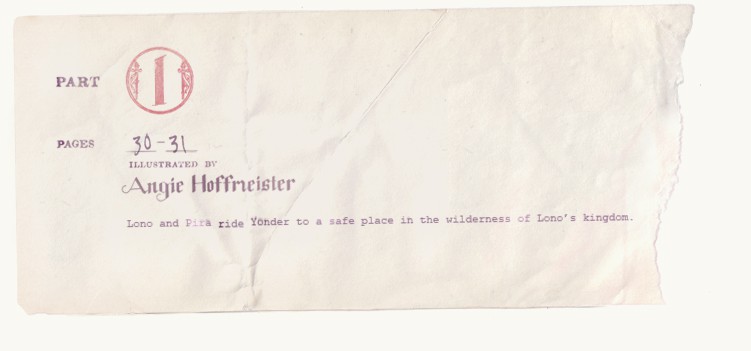 PART 1
PAGES 30-31
ILLUSTRATED BY
Angie Hoffmeister
Lono and Pira ride Yonder to a safe place in the wilderness of Lono's kingdom.